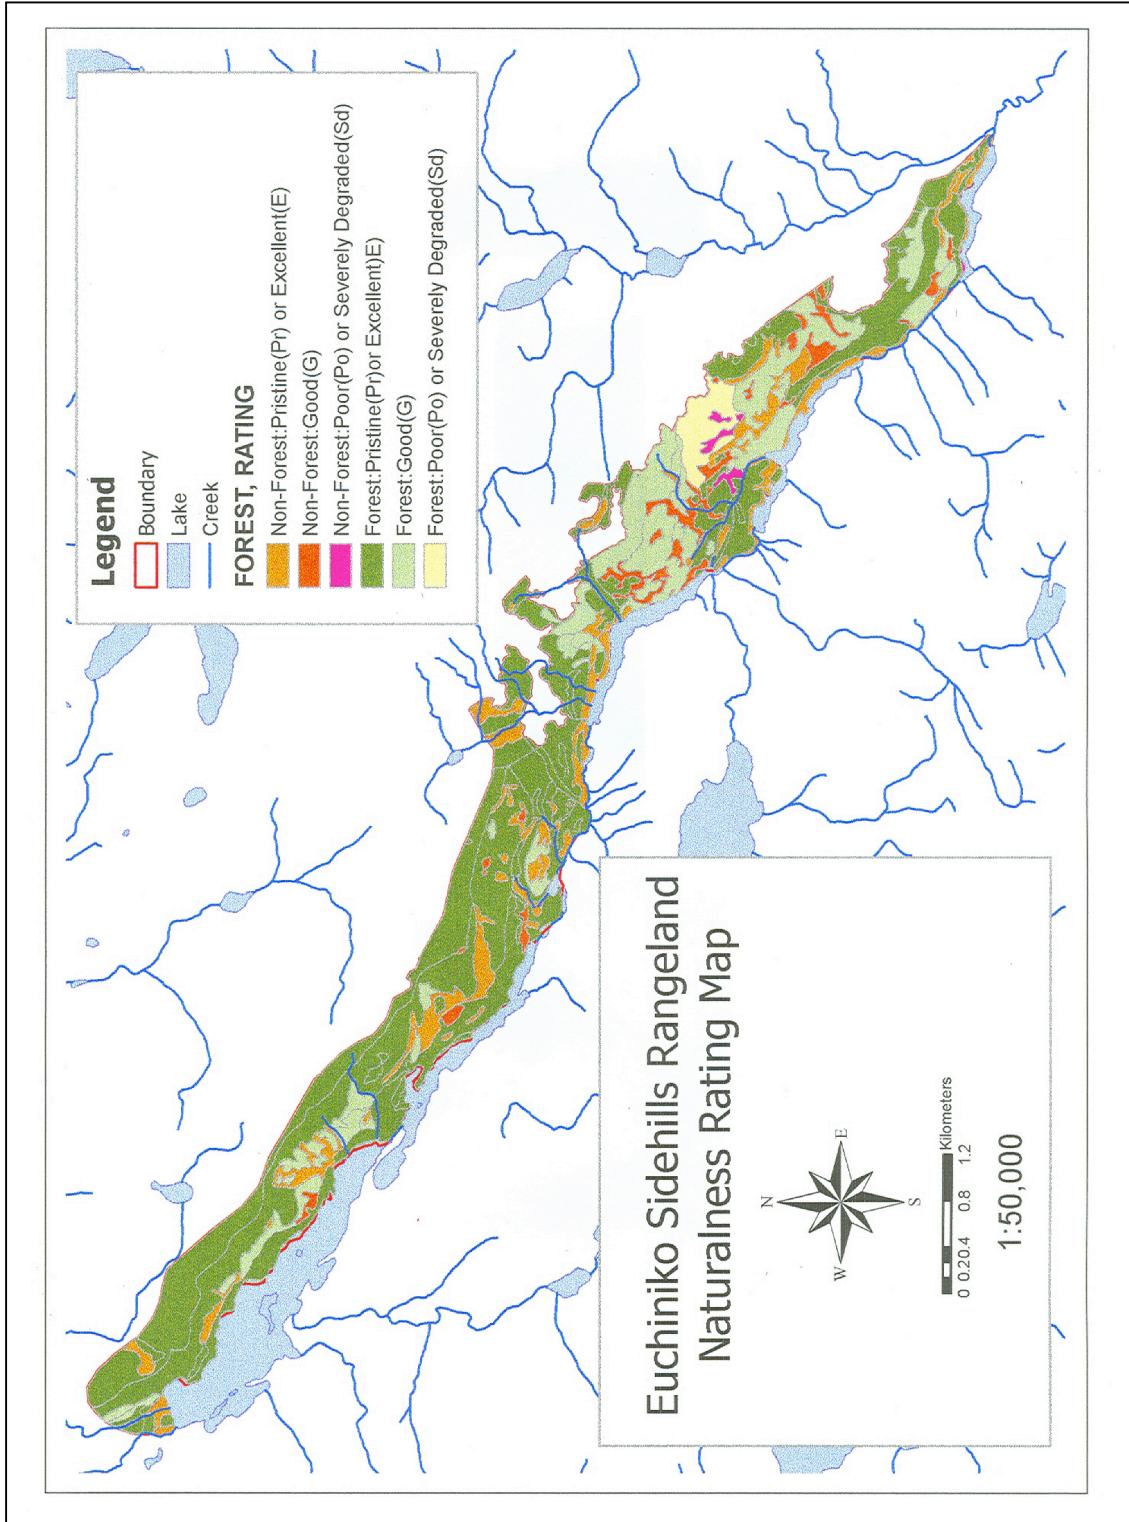 Legend
Boundary
Lake
Creek
FOREST, RATING
Non-Forest:Pristine(Pr) or Excellent(E)
Non-Forest:Good(G)
Non-Forest:Poor(Po) or Severely Degraded(Sd)
Forest:Pristine(Pr)or Excellent)E)
Forest:Good(G)
Forest:Poor(Po) or Severely Degraded(Sd)
Euchiniko Sidehills Rangeland
Naturalness Rating Map
N
W
E
S
Kilometers
0 0.20.4 0.8 1.2
1:50,000